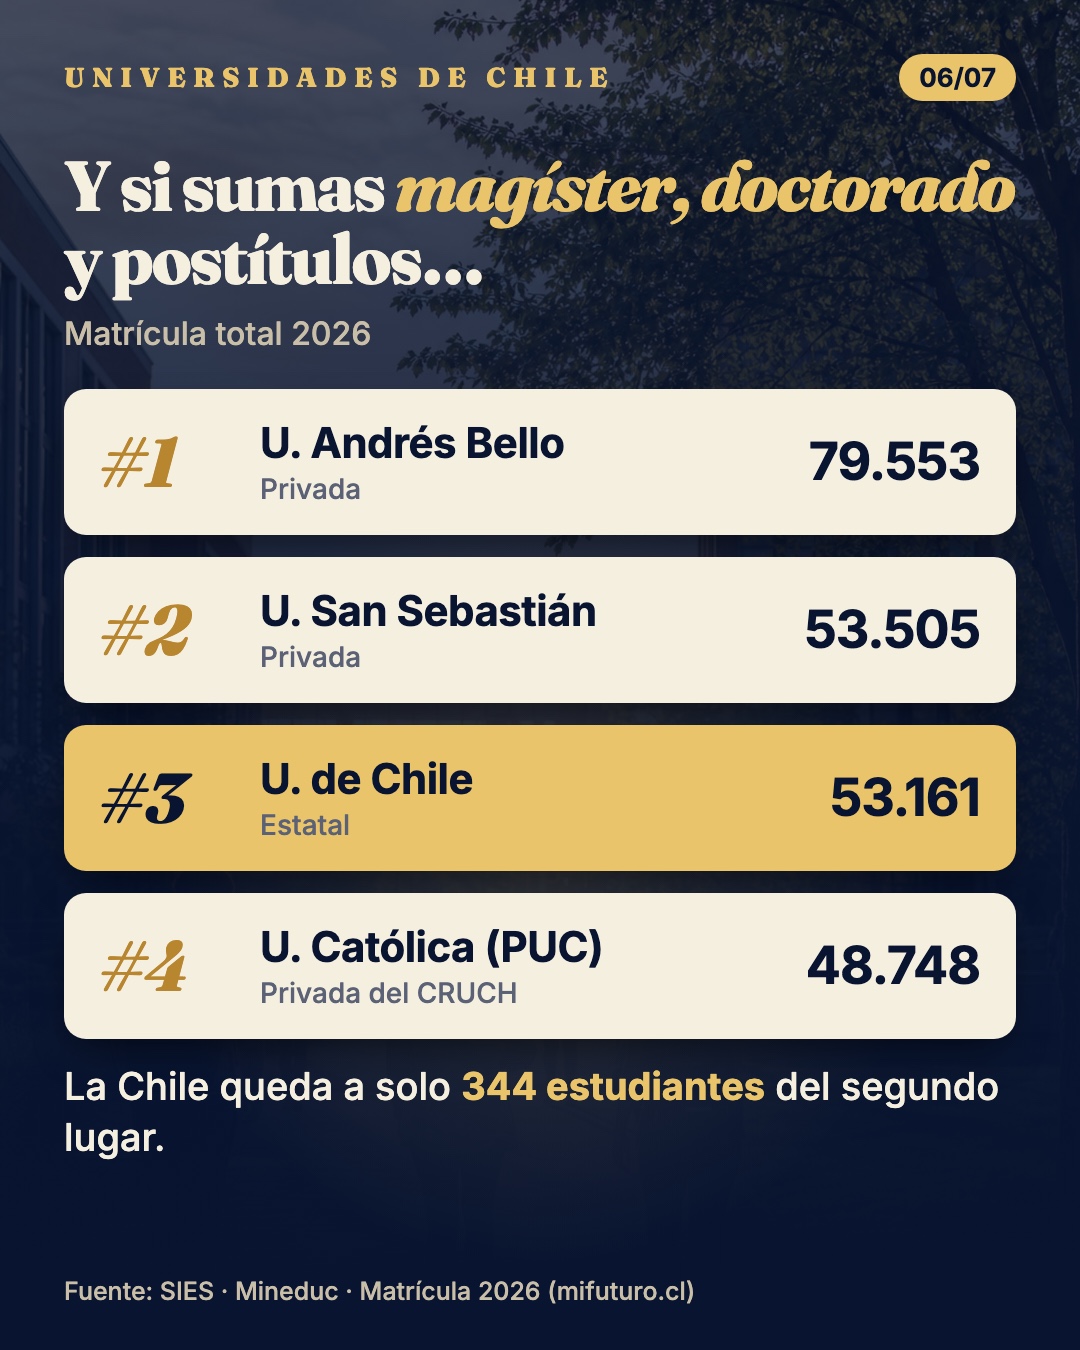 UNIVERSIDADES DE CHILE
06/07
Y si sumas magíster, doctorado
y postítulos...
Matrícula total 2026
#1
U. Andrés Bello
Privada
79.553
#2
U. San Sebastián
Privada
53.505
#3
U. de Chile
Estatal
53.161
#4
U. Católica (PUC)
Privada del CRUCH
48.748
La Chile queda a solo 344 estudiantes del segundo
lugar.
Fuente: SIES · Mineduc · Matrícula 2026 (mifuturo.cl)